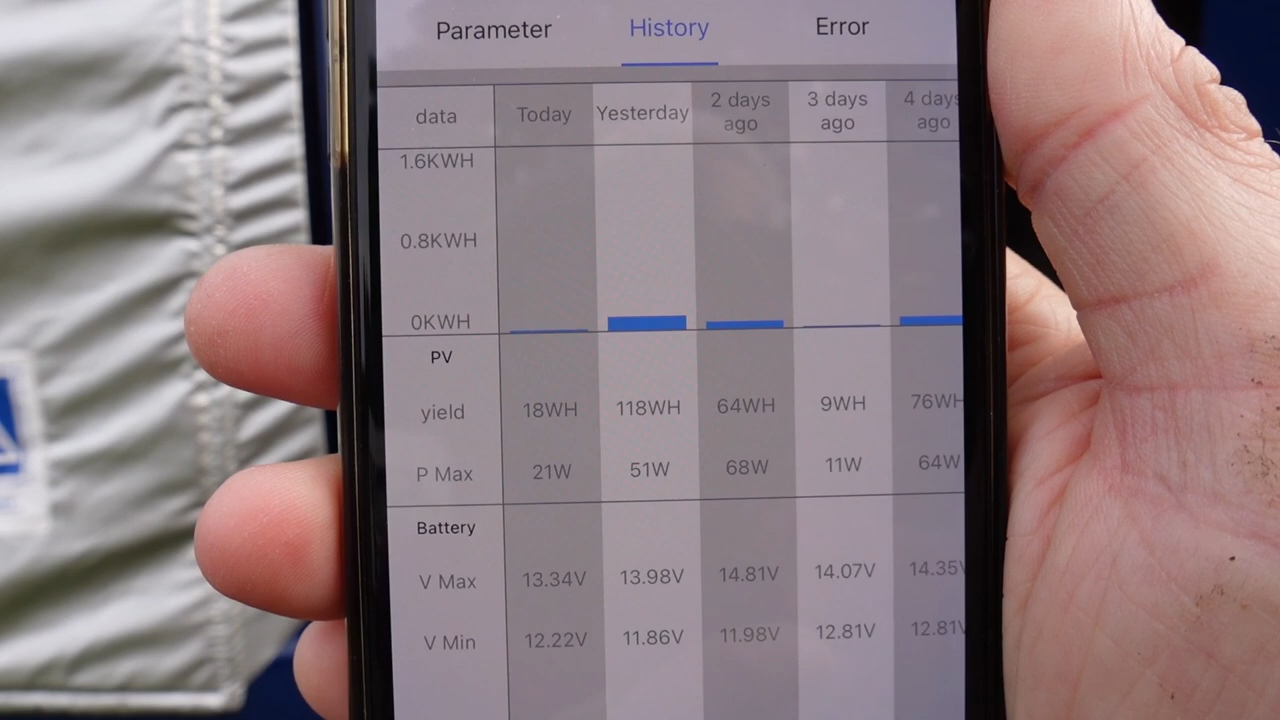 Parameter History Error
data Today Yesterday 2 days ago 3 days ago 4 days ago
1.6KWH
0.8KWH
0KWH
PV
yield 18WH 118WH 64WH 9WH 76WH
P Max 21W 51W 68W 11W 64W
Battery
V Max 13.34V 13.98V 14.81V 14.07V 14.35V
V Min 12.22V 11.86V 11.98V 12.81V 12.81V